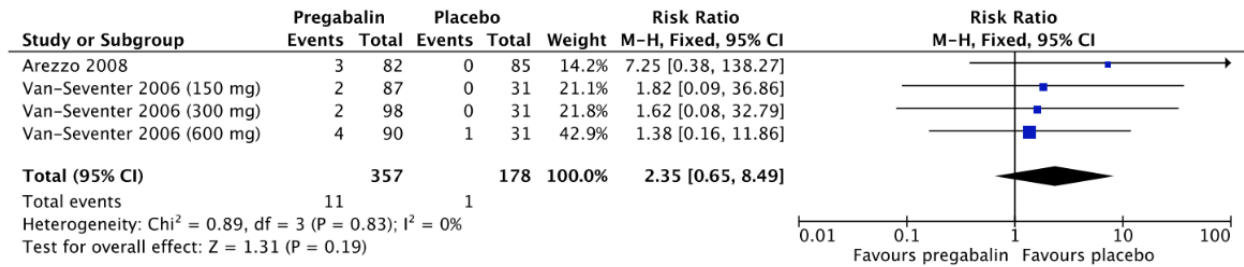 Pregabalin Placebo Risk Ratio Risk Ratio
Study or Subgroup Events Total Events Total Weight M-H, Fixed, 95% CI M-H, Fixed, 95% CI
Arezzo 2008 3 82 0 85 14.2% 7.25 [0.38, 138.27]
Van-Seventer 2006 (150 mg) 2 87 0 31 21.1% 1.82 [0.09, 36.86]
Van-Seventer 2006 (300 mg) 2 98 0 31 21.8% 1.62 [0.08, 32.79]
Van-Seventer 2006 (600 mg) 4 90 1 31 42.9% 1.38 [0.16, 11.86]
Total (95% CI) 357 178 100.0% 2.35 [0.65, 8.49]
Total events 11 1
Heterogeneity: Chi² = 0.89, df = 3 (P = 0.83); I² = 0%
Test for overall effect: Z = 1.31 (P = 0.19)
0.01 0.1 1 10 100
Favours pregabalin Favours placebo